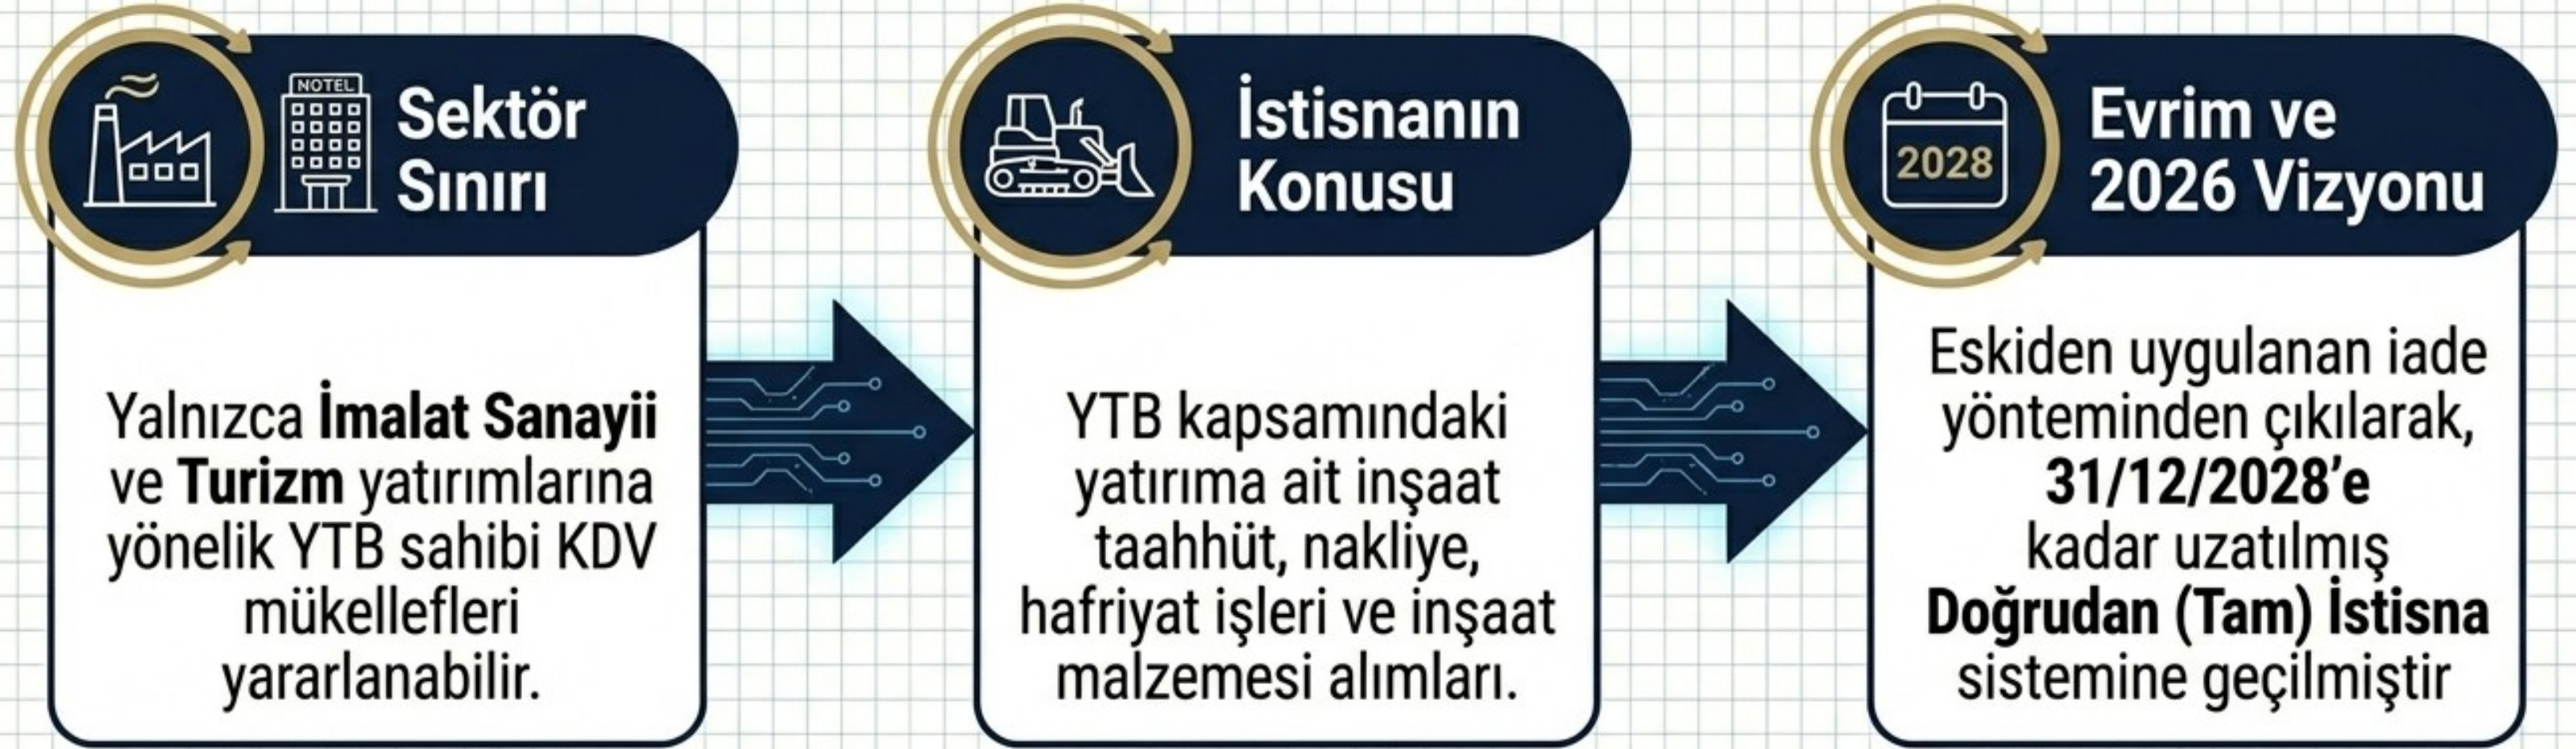 NOTEL
Sektör
Sınırı
Yalnızca İmalat Sanayii
ve Turizm yatırımlarına
yönelik YTB sahibi KDV
mükellefleri
yararlanabilir.
İstisnanın
Konusu
YTB kapsamındaki
yatırıma ait inşaat
taahhüt, nakliye,
hafriyat işleri ve inşaat
malzemesi alımları.
2028
Evrim ve
2026 Vizyonu
Eskiden uygulanan iade
yönteminden çıkılarak,
31/12/2028’e
kadar uzatılmış
Doğrudan (Tam) İstisna
sistemine geçilmiştir